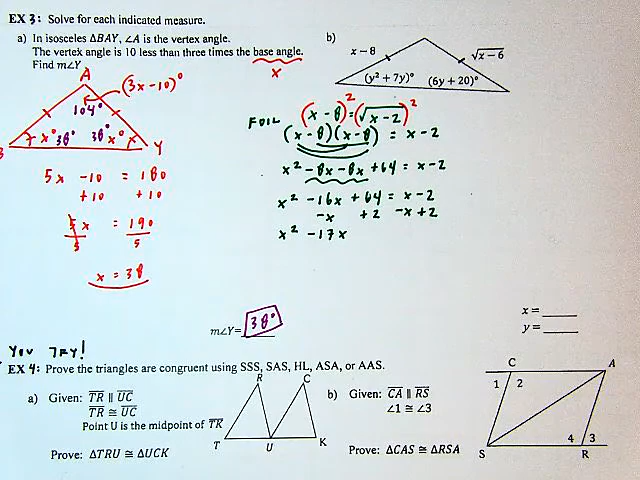 EX 3: Solve for each indicated measure.
a) In isosceles ΔBAY, ∠A is the vertex angle.
The vertex angle is 10 less than three times the base angle.
Find m∠Y
x
A
(3x-10)°
104°
x° 38° 38° x°
Y
5x -10 = 180
+10 +10
5x = 190
5 5
x = 38
m∠Y= 38°
b)
x − 8
√x − 6
(y² + 7y)° (6y + 20)°
FOIL
(x-8)² = (√x-2)²
(x-8)(x-8) = x-2
x² -8x -8x +64 = x-2
x² -16x +64 = x-2
-x +2 -x+2
x² -17x
x = ____
y = ____
YOU TRY!
EX 4: Prove the triangles are congruent using SSS, SAS, HL, ASA, or AAS.
a) Given: TR ∥ UC
TR ≅ UC
Point U is the midpoint of TK
Prove: ΔTRU ≅ ΔUCK
R C
T U K
b) Given: CA ∥ RS
∠1 ≅ ∠3
Prove: ΔCAS ≅ ΔRSA
C A
1 2
4 3
S R